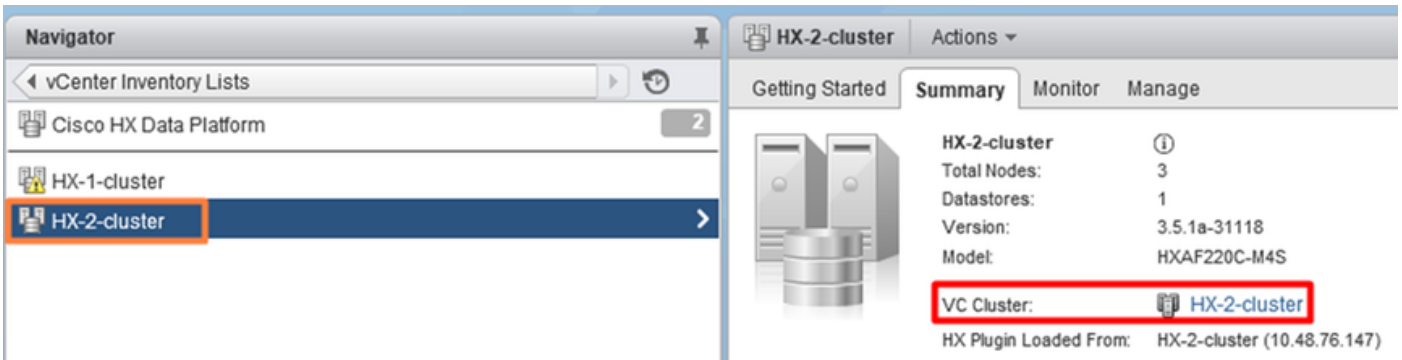 Navigator
vCenter Inventory Lists
Cisco HX Data Platform 2
HX-1-cluster
HX-2-cluster
HX-2-cluster Actions
Getting Started Summary Monitor Manage
HX-2-cluster
Total Nodes: 3
Datastores: 1
Version: 3.5.1a-31118
Model: HXAF220C-M4S
VC Cluster: HX-2-cluster
HX Plugin Loaded From: HX-2-cluster (10.48.76.147)